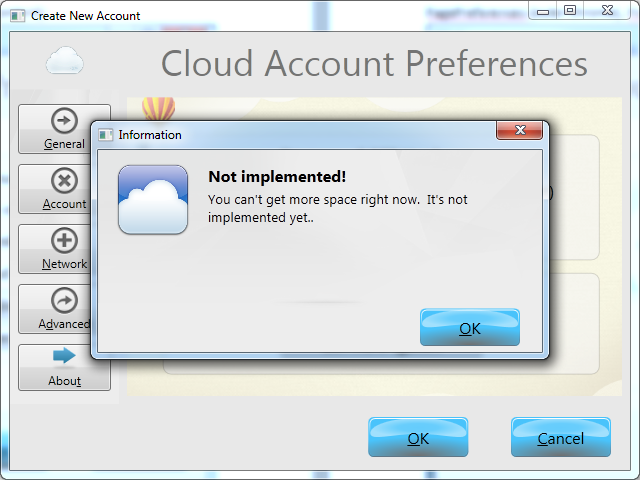 Create New Account
Cloud Account Preferences
General
Account
Network
Advanced
About
Information
Not implemented!
You can't get more space right now.  It's not
implemented yet..
OK
OK
Cancel